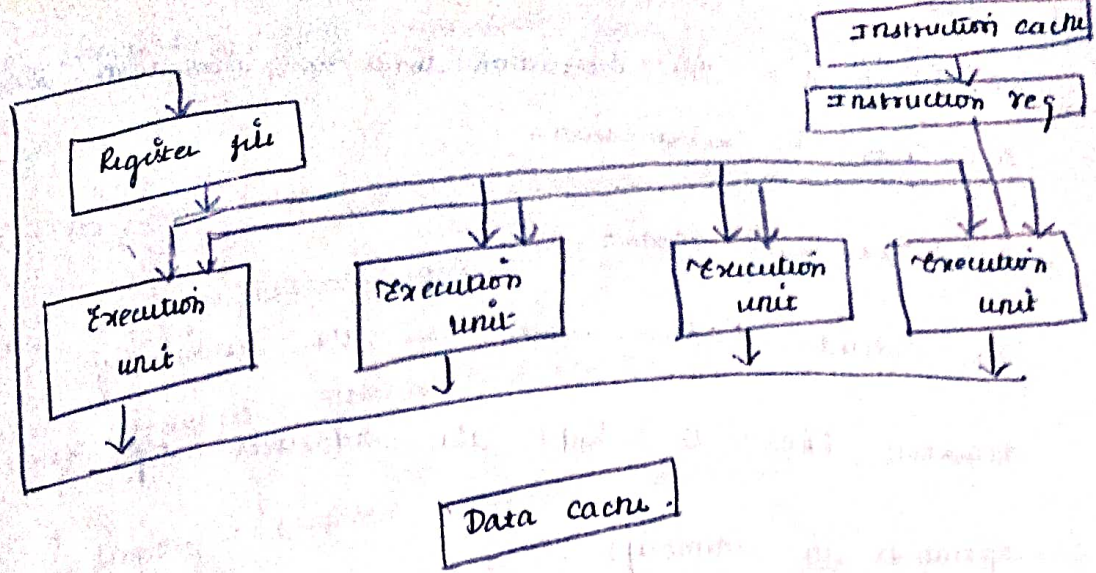 Instruction cache
Instruction reg
Register file
Execution
unit
Execution
unit
Execution
unit
Execution
unit
Data cache.